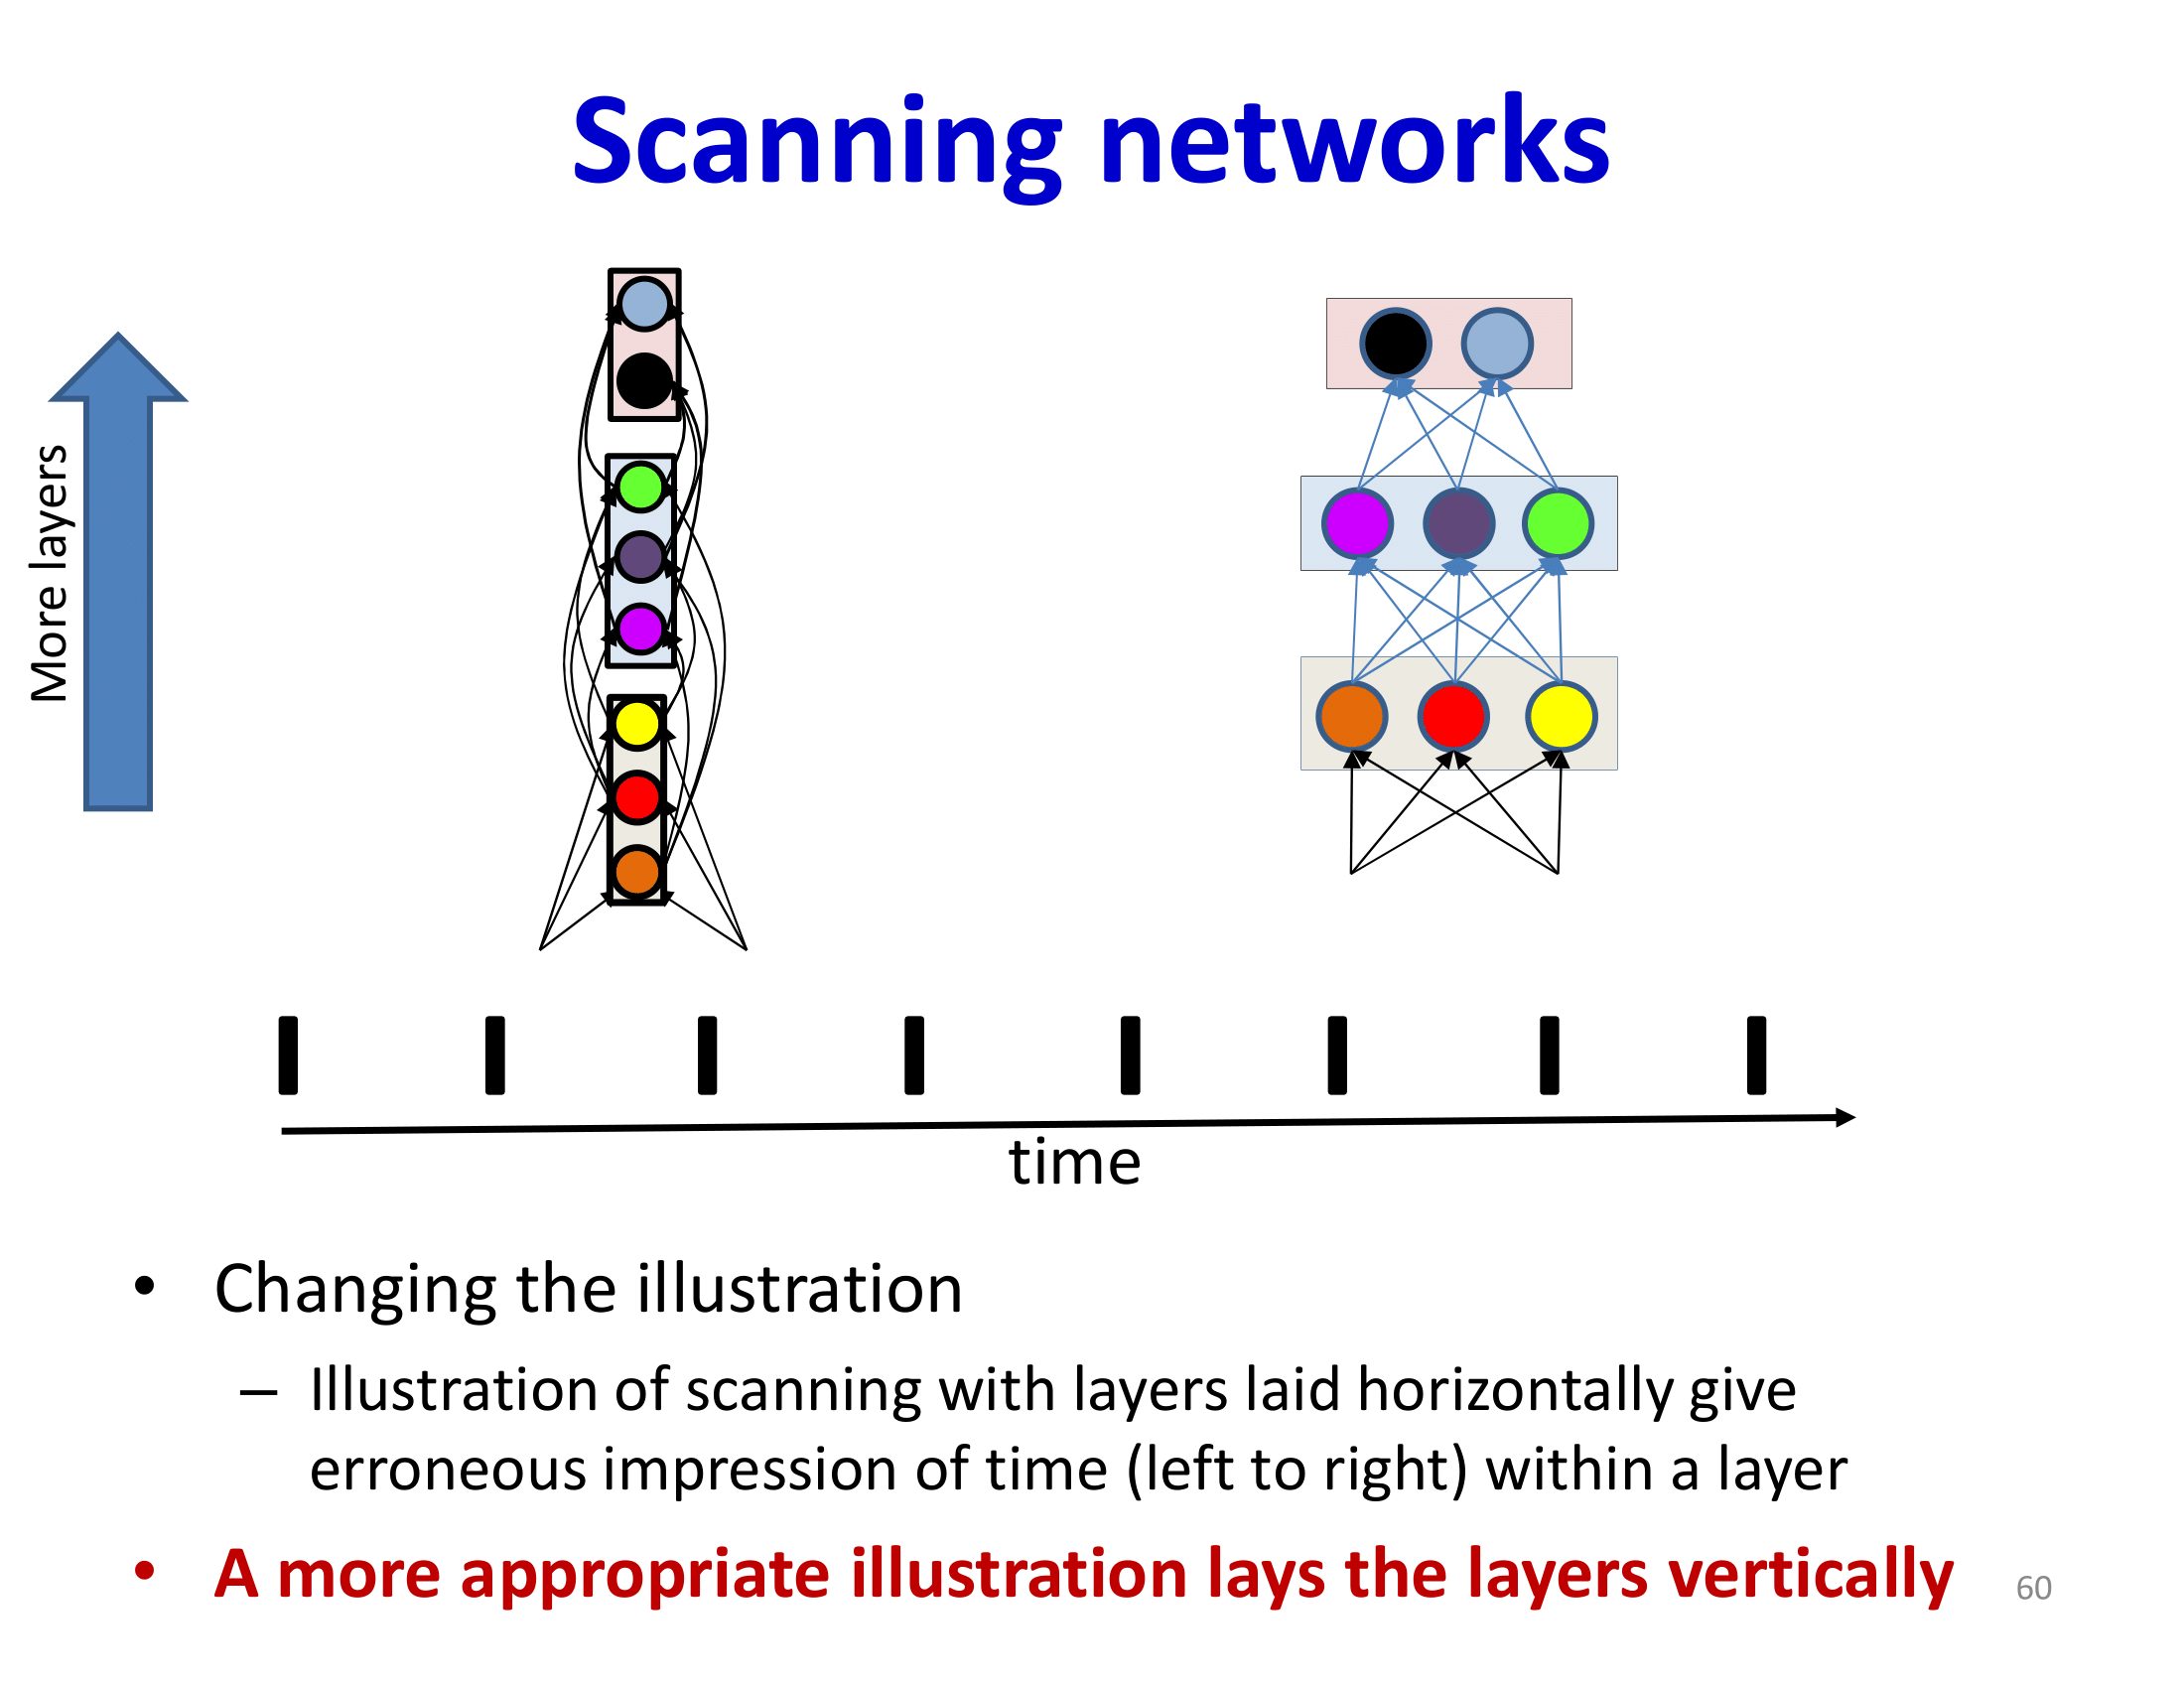 Scanning networks
More layers
time
• Changing the illustration
– Illustration of scanning with layers laid horizontally give
erroneous impression of time (left to right) within a layer
• A more appropriate illustration lays the layers vertically
60